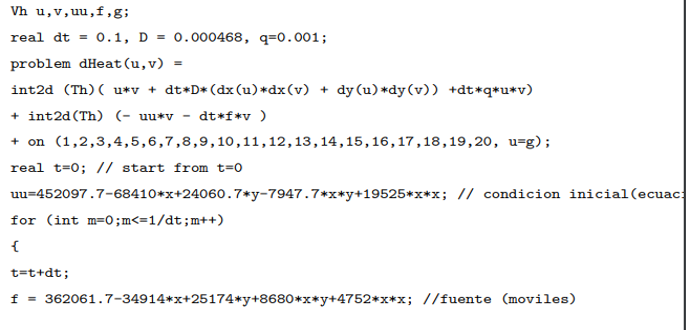 Vh u,v,uu,f,g;
real dt = 0.1, D = 0.000468, q=0.001;
problem dHeat(u,v) =
int2d (Th)( u*v + dt*D*(dx(u)*dx(v) + dy(u)*dy(v)) +dt*q*u*v)
+ int2d(Th) (- uu*v - dt*f*v )
+ on (1,2,3,4,5,6,7,8,9,10,11,12,13,14,15,16,17,18,19,20, u=g);
real t=0; // start from t=0
uu=452097.7-68410*x+24060.7*y-7947.7*x*y+19525*x*x; // condicion inicial(ecuac
for (int m=0;m<=1/dt;m++)
{
t=t+dt;
f = 362061.7-34914*x+25174*y+8680*x*y+4752*x*x; //fuente (moviles)